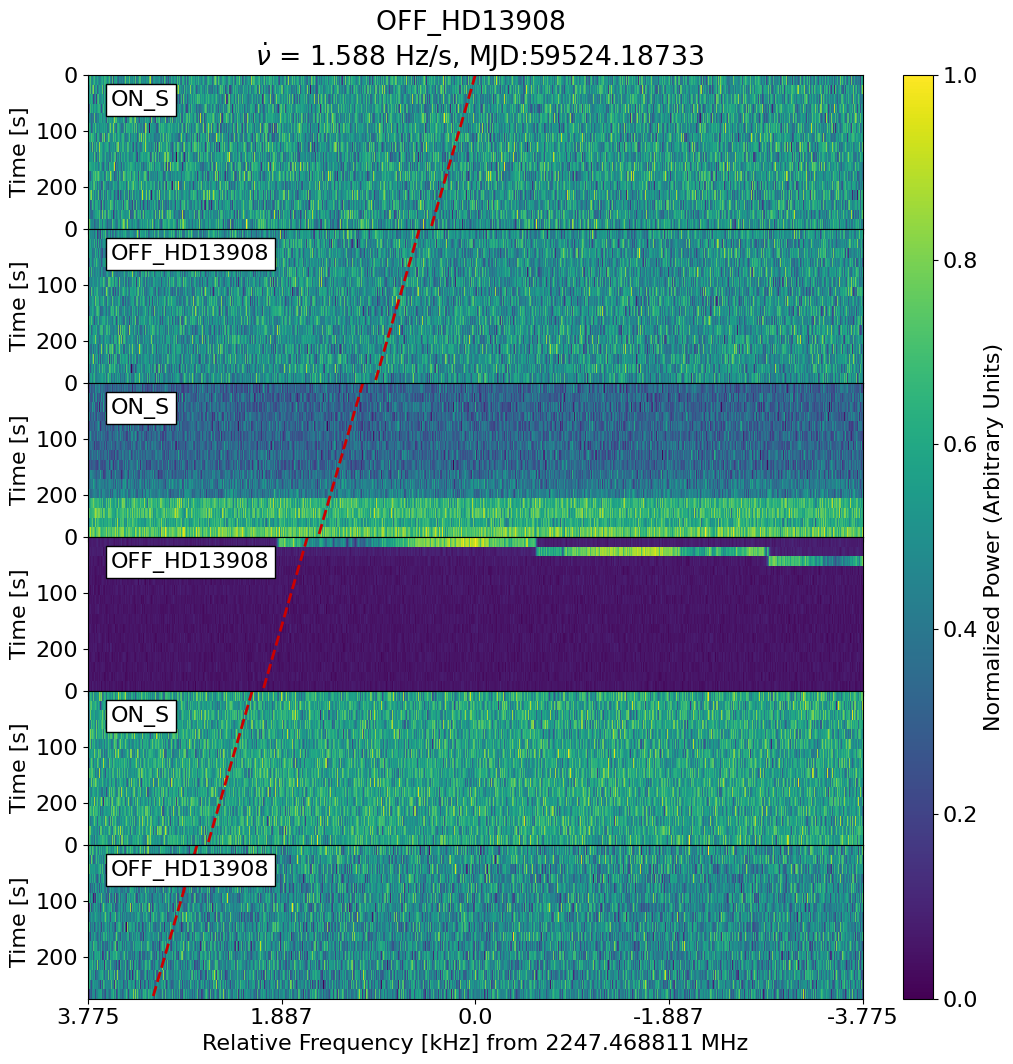 OFF_HD13908
ν̇ = 1.588 Hz/s, MJD:59524.18733
0
ON_S
100
200
Time [s]
0
OFF_HD13908
100
200
Time [s]
0
ON_S
100
200
Time [s]
0
OFF_HD13908
100
200
Time [s]
0
ON_S
100
200
Time [s]
0
OFF_HD13908
100
200
Time [s]
3.775 1.887 0.0 -1.887 -3.775
Relative Frequency [kHz] from 2247.468811 MHz
1.0
0.8
0.6
0.4
0.2
0.0
Normalized Power (Arbitrary Units)